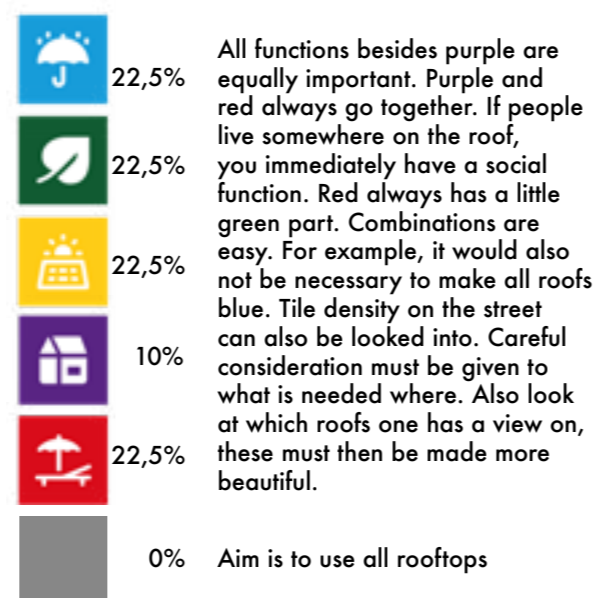 22,5%
22,5%
22,5%
10%
22,5%
All functions besides purple are
equally important. Purple and
red always go together. If people
live somewhere on the roof,
you immediately have a social
function. Red always has a little
green part. Combinations are
easy. For example, it would also
not be necessary to make all roofs
blue. Tile density on the street
can also be looked into. Careful
consideration must be given to
what is needed where. Also look
at which roofs one has a view on,
these must then be made more
beautiful.
0%
Aim is to use all rooftops